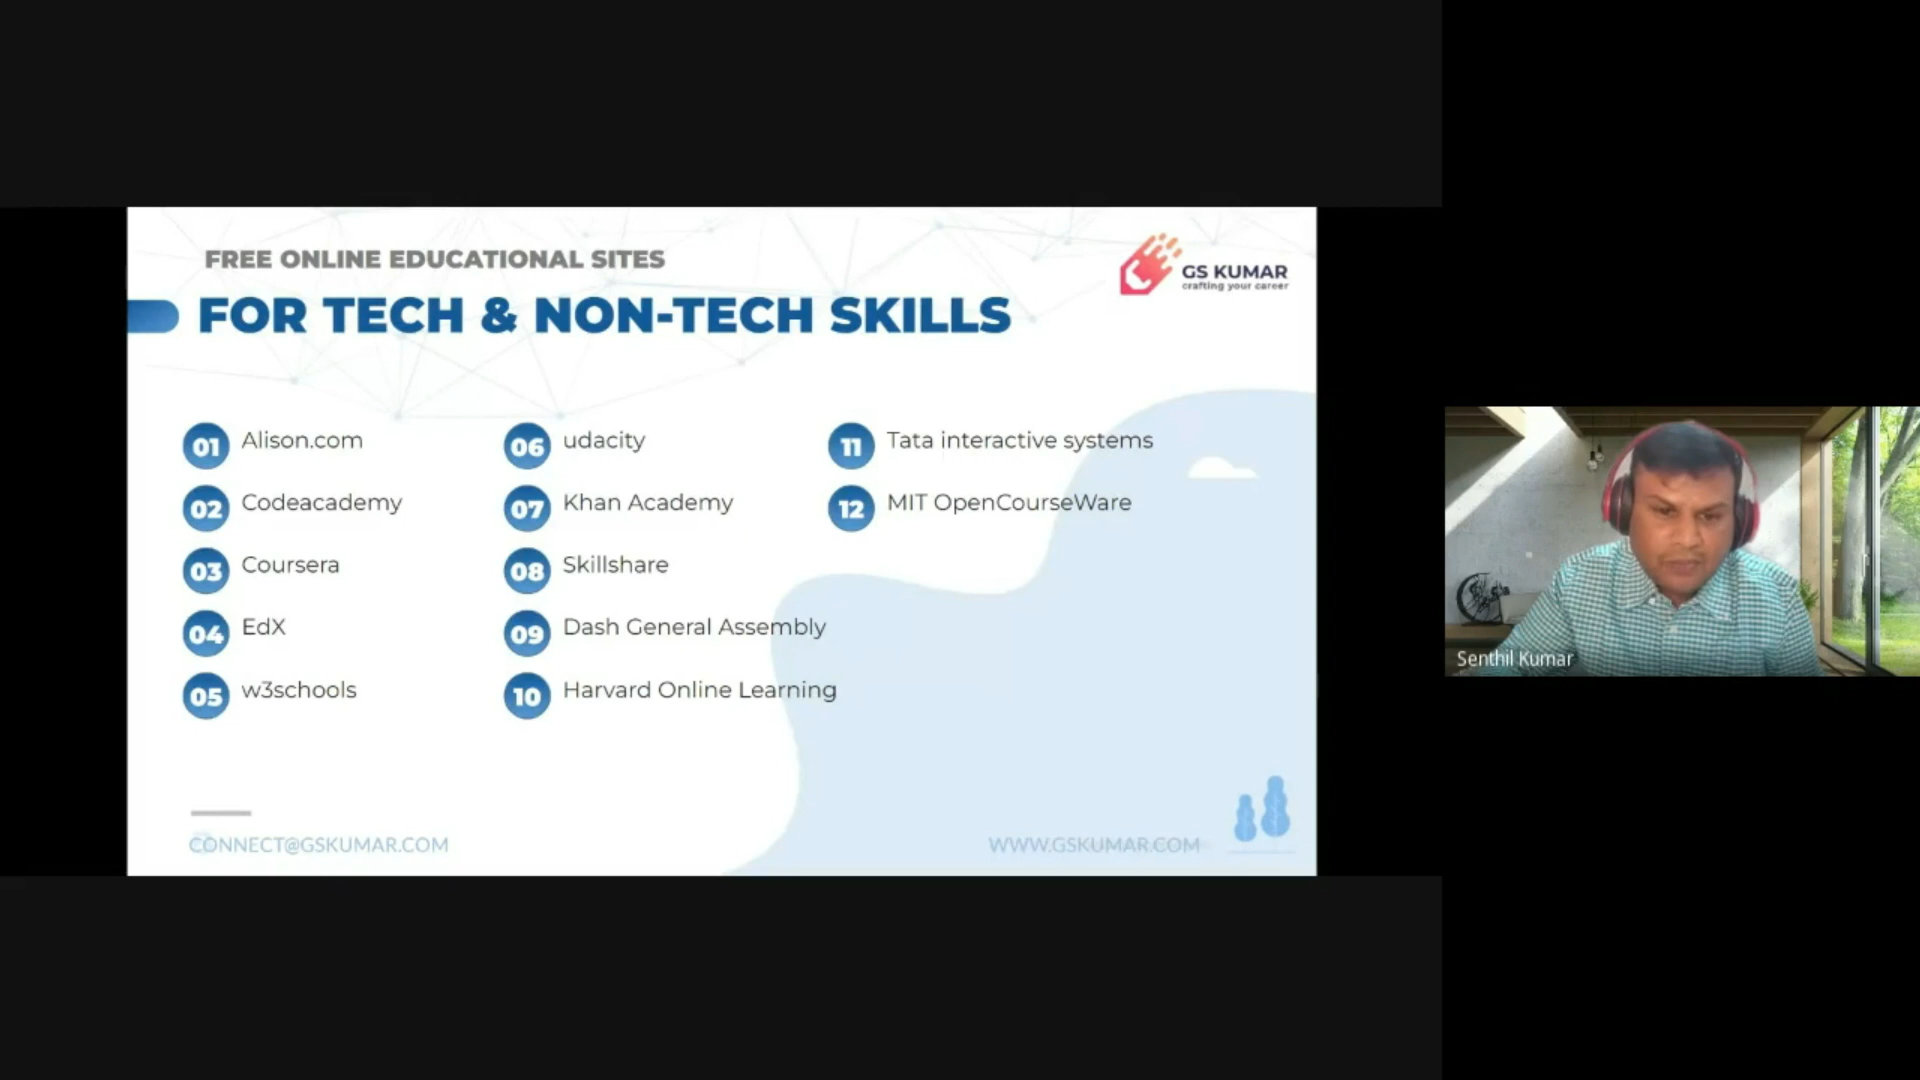 FREE ONLINE EDUCATIONAL SITES
FOR TECH & NON-TECH SKILLS
GS KUMAR
crafting your career
01 Alison.com
02 Codeacademy
03 Coursera
04 EdX
05 w3schools
06 udacity
07 Khan Academy
08 Skillshare
09 Dash General Assembly
10 Harvard Online Learning
11 Tata interactive systems
12 MIT OpenCourseWare
CONNECT@GSKUMAR.COM
WWW.GSKUMAR.COM
Senthil Kumar